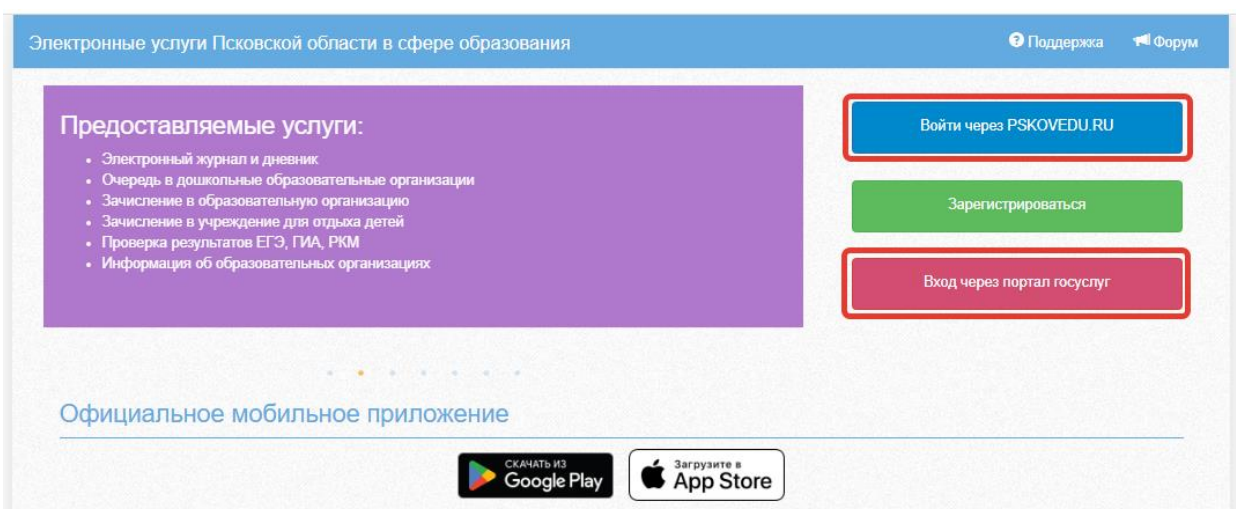 Электронные услуги Псковской области в сфере образования
Поддержка
Форум
Предоставляемые услуги:
Электронный журнал и дневник
Очередь в дошкольные образовательные организации
Зачисление в образовательную организацию
Зачисление в учреждение для отдыха детей
Проверка результатов ЕГЭ, ГИА, РКМ
Информация об образовательных организациях
Войти через PSKOVEDU.RU
Зарегистрироваться
Вход через портал госуслуг
Официальное мобильное приложение
СКАЧАТЬ ИЗ
Google Play
Загрузите в
App Store